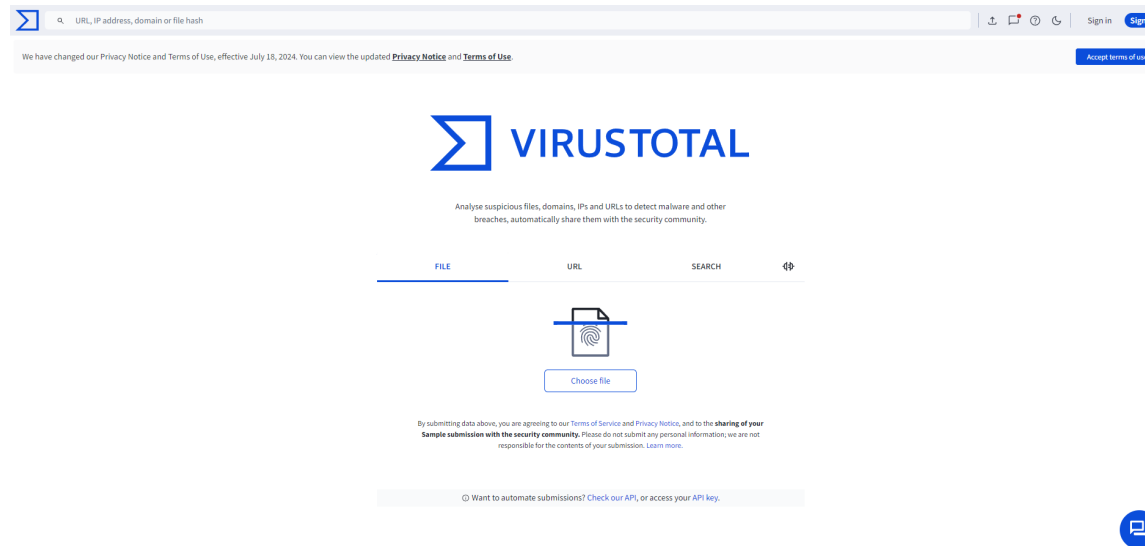 URL, IP address, domain or file hash
Sign in
Sign
We have changed our Privacy Notice and Terms of Use, effective July 18, 2024. You can view the updated Privacy Notice and Terms of Use.
Accept terms of use
VIRUSTOTAL
Analyse suspicious files, domains, IPs and URLs to detect malware and other
breaches, automatically share them with the security community.
FILE
URL
SEARCH
Choose file
By submitting data above, you are agreeing to our Terms of Service and Privacy Notice, and to the sharing of your
Sample submission with the security community. Please do not submit any personal information; we are not
responsible for the contents of your submission. Learn more.
Want to automate submissions? Check our API, or access your API key.